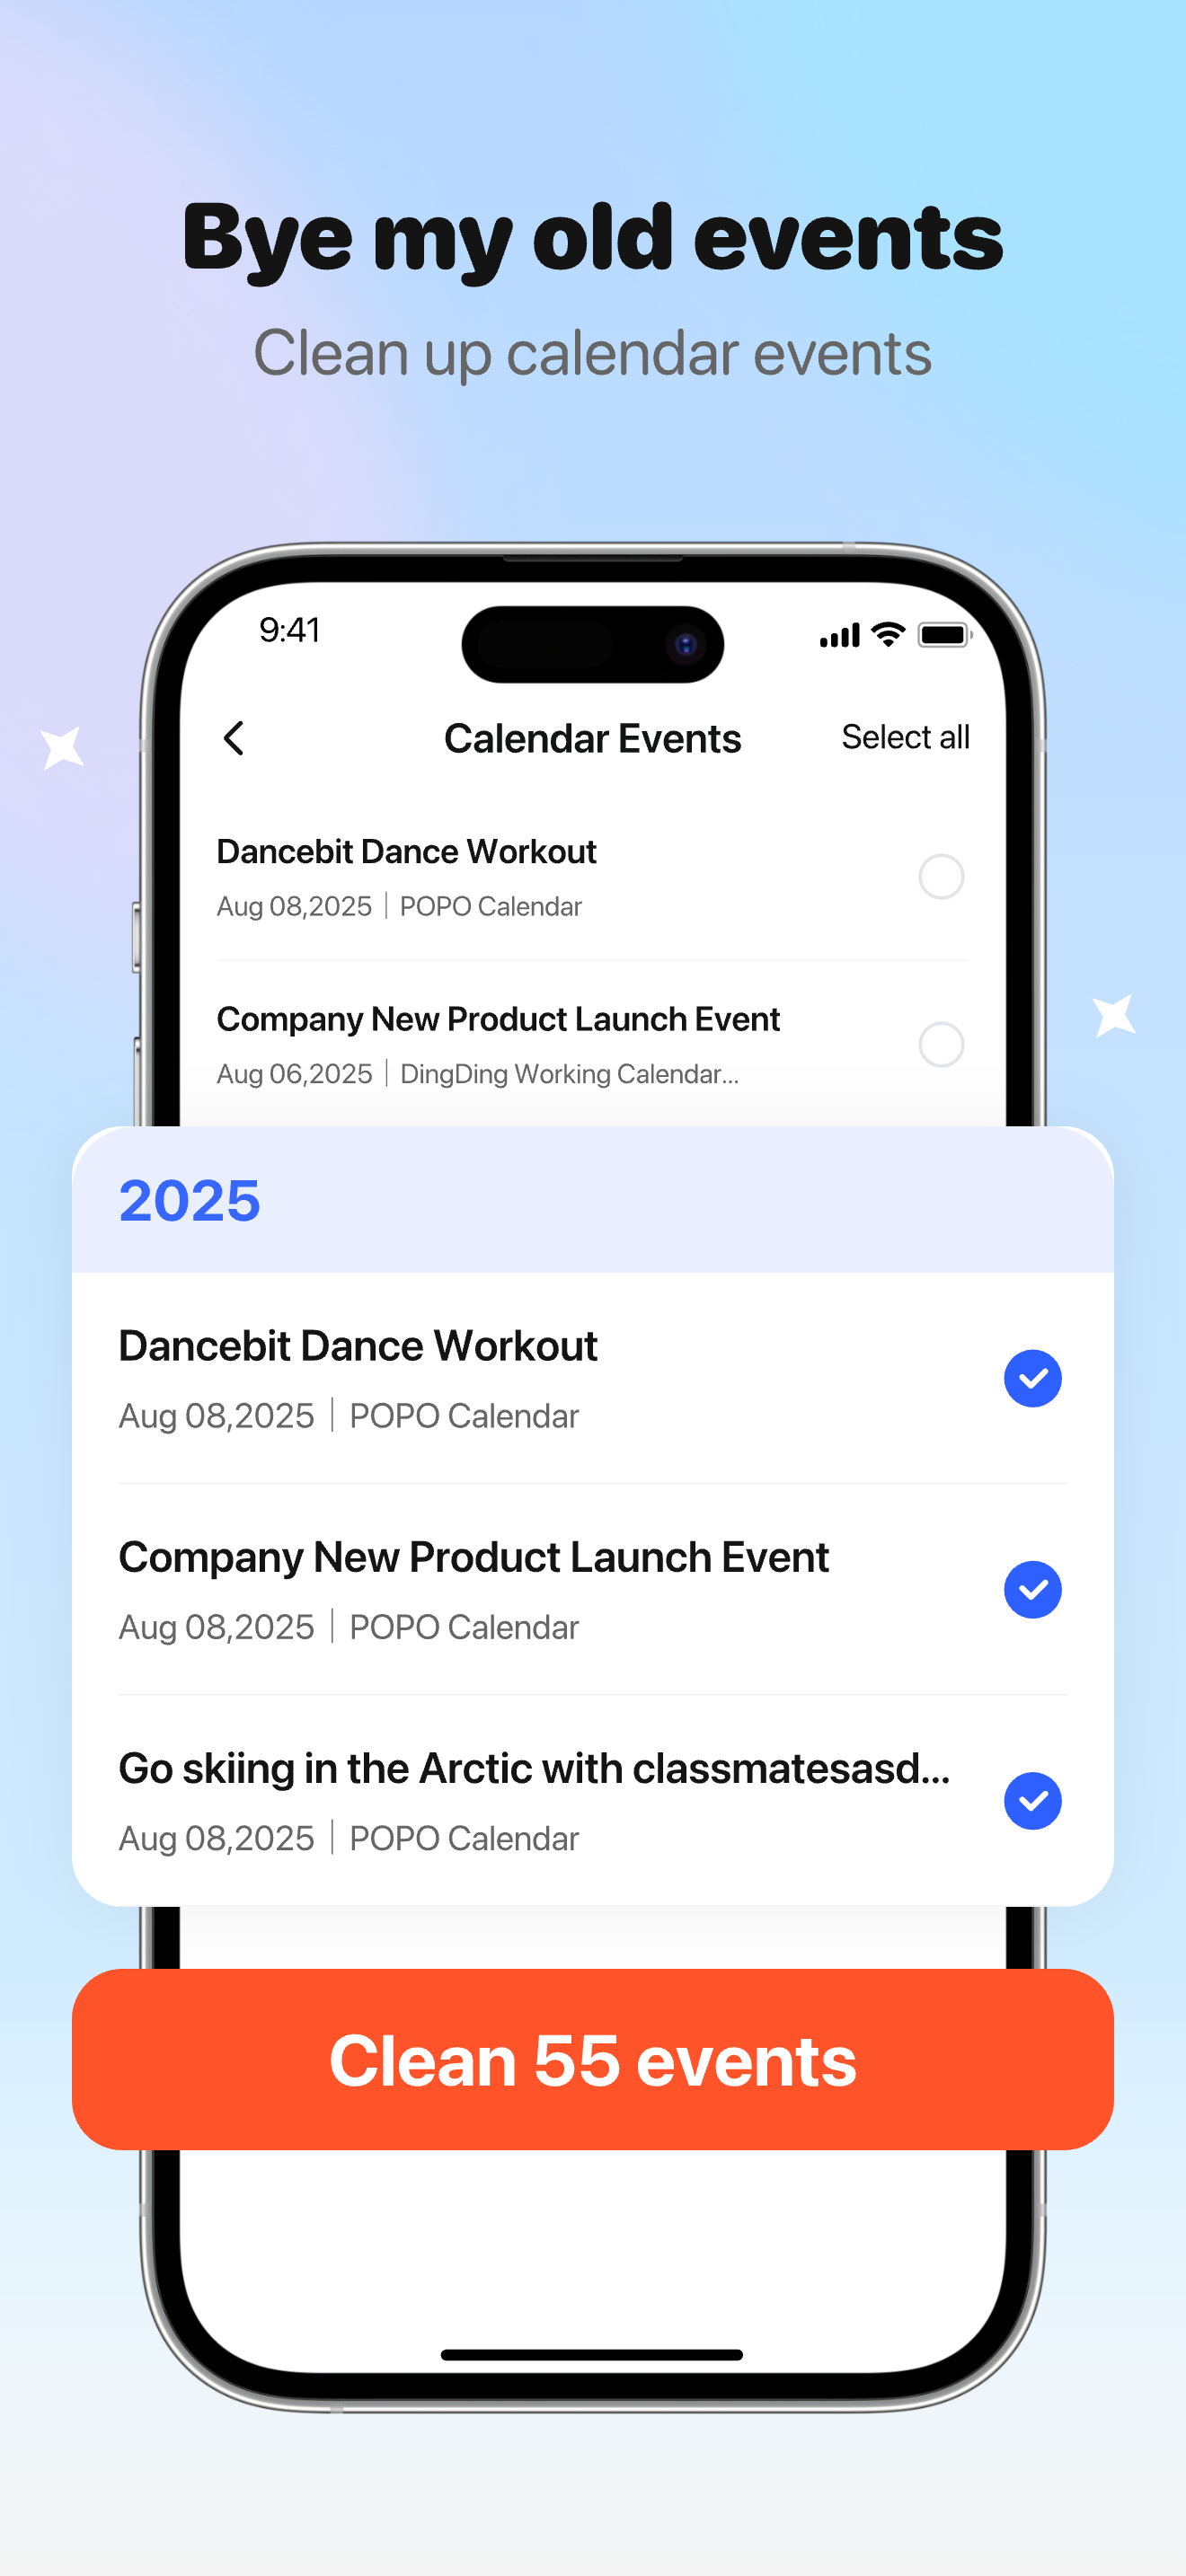 Bye my old events
Clean up calendar events
9:41
Calendar Events
Select all
Dancebit Dance Workout
Aug 08,2025 | POPO Calendar
Company New Product Launch Event
Aug 06,2025 | DingDing Working Calendar...
2025
Dancebit Dance Workout
Aug 08,2025 | POPO Calendar
Company New Product Launch Event
Aug 08,2025 | POPO Calendar
Go skiing in the Arctic with classmatesasd...
Aug 08,2025 | POPO Calendar
Clean 55 events